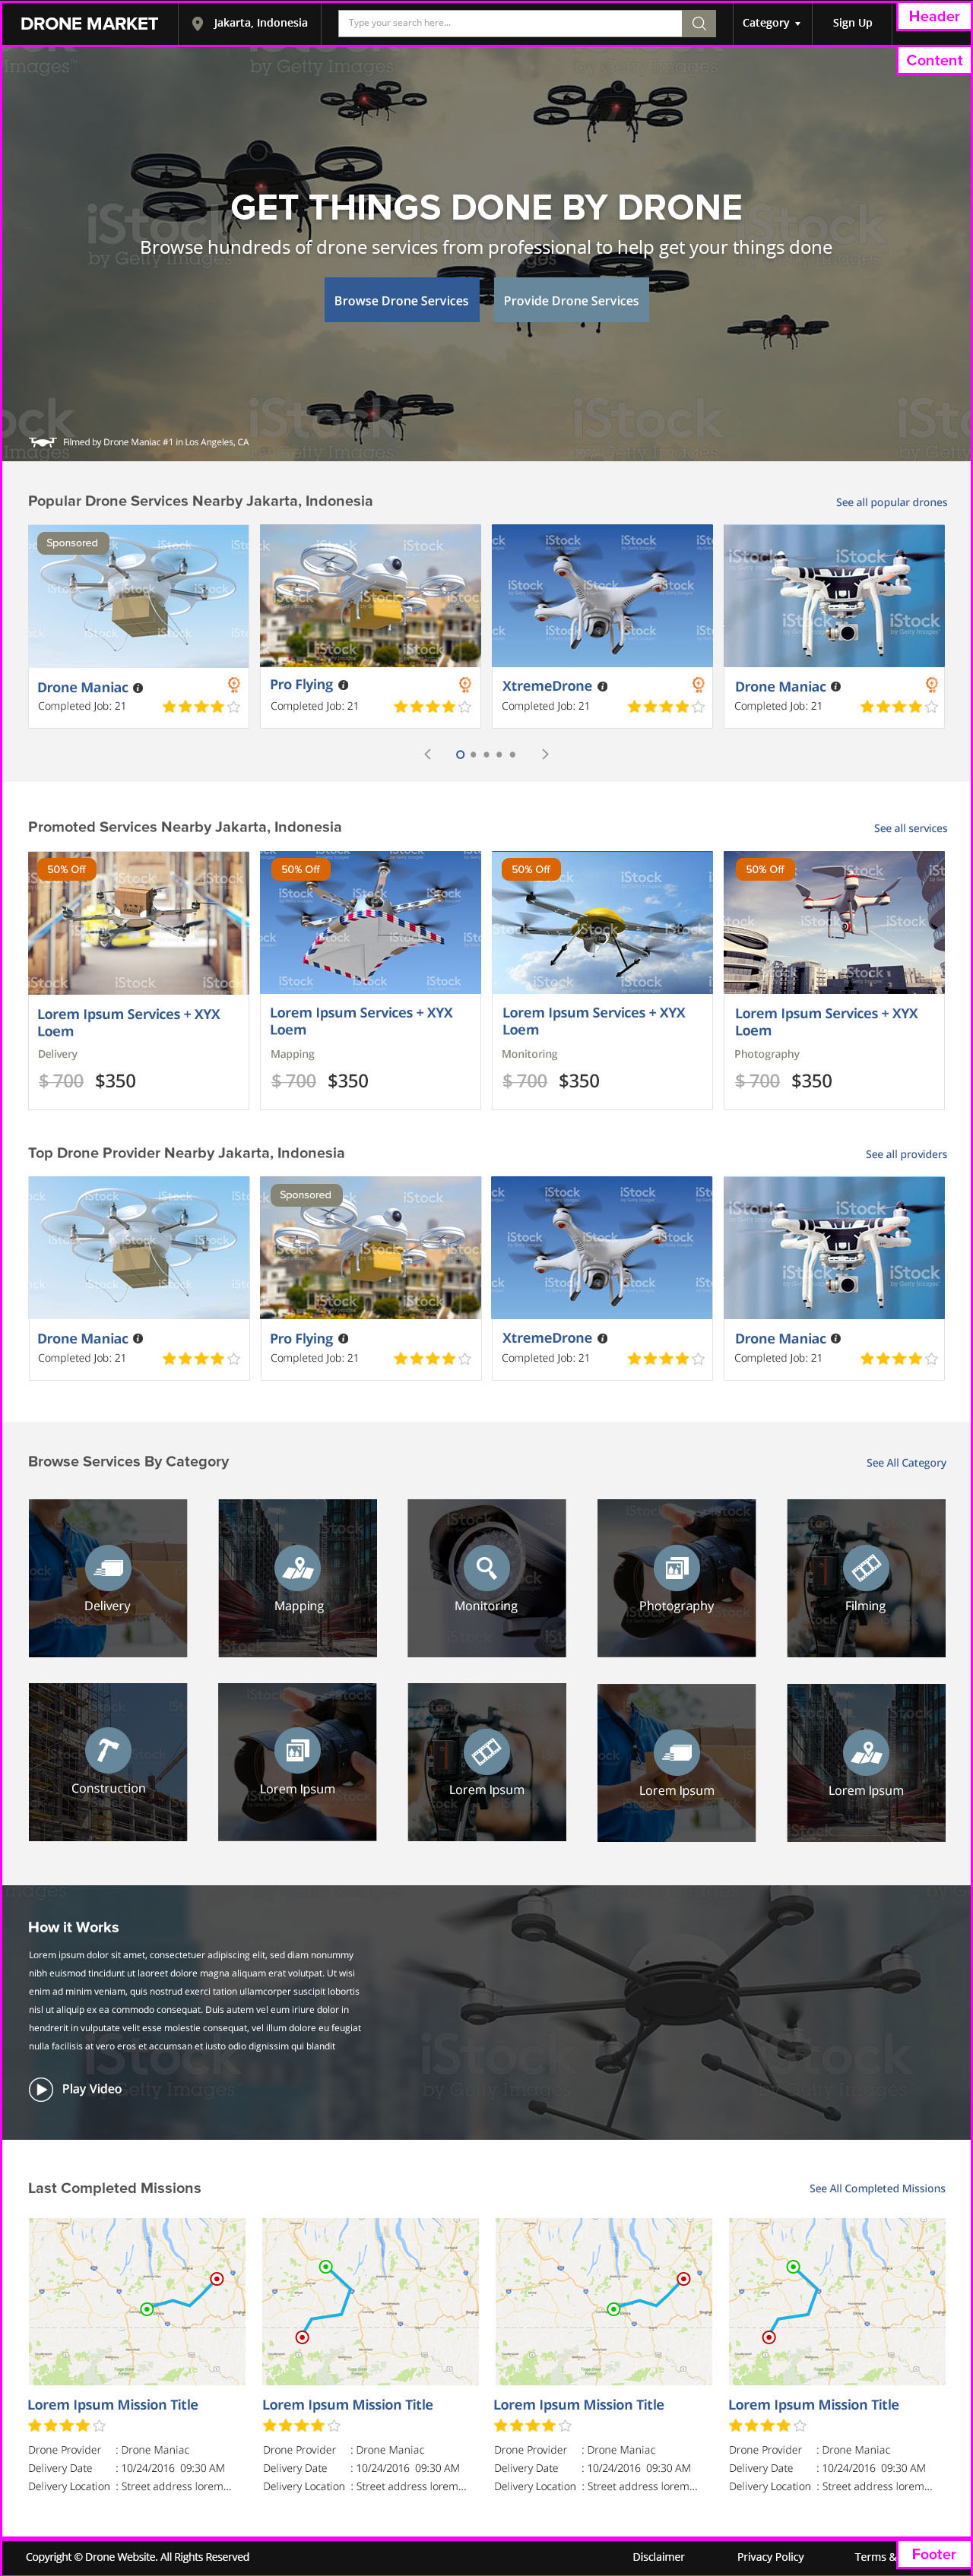 DRONE MARKET
Jakarta, Indonesia
Type your search here...
Category
Sign Up
Header
Content
GET THINGS DONE BY DRONE
Browse hundreds of drone services from professional to help get your things done
Browse Drone Services
Provide Drone Services
Filmed by Drone Maniac #1 in Los Angeles, CA
Popular Drone Services Nearby Jakarta, Indonesia
See all popular drones
Sponsored
Drone Maniac
Completed Job: 21
Pro Flying
Completed Job: 21
XtremeDrone
Completed Job: 21
Drone Maniac
Completed Job: 21
Promoted Services Nearby Jakarta, Indonesia
See all services
50% Off
Lorem Ipsum Services + XYX
Loem
Delivery
$ 700 $350
50% Off
Lorem Ipsum Services + XYX
Loem
Mapping
$ 700 $350
50% Off
Lorem Ipsum Services + XYX
Loem
Monitoring
$ 700 $350
50% Off
Lorem Ipsum Services + XYX
Loem
Photography
$ 700 $350
Top Drone Provider Nearby Jakarta, Indonesia
See all providers
Drone Maniac
Completed Job: 21
Sponsored
Pro Flying
Completed Job: 21
XtremeDrone
Completed Job: 21
Drone Maniac
Completed Job: 21
Browse Services By Category
See All Category
Delivery
Mapping
Monitoring
Photography
Filming
Construction
Lorem Ipsum
Lorem Ipsum
Lorem Ipsum
Lorem Ipsum
How it Works
Lorem ipsum dolor sit amet, consectetuer adipiscing elit, sed diam nonummy
nibh euismod tincidunt ut laoreet dolore magna aliquam erat volutpat. Ut wisi
enim ad minim veniam, quis nostrud exerci tation ullamcorper suscipit lobortis
nisl ut aliquip ex ea commodo consequat. Duis autem vel eum iriure dolor in
hendrerit in vulputate velit esse molestie consequat, vel illum dolore eu feugiat
nulla facilisis at vero eros et accumsan et iusto odio dignissim qui blandit
Play Video
Last Completed Missions
See All Completed Missions
Lorem Ipsum Mission Title
Drone Provider : Drone Maniac
Delivery Date : 10/24/2016 09:30 AM
Delivery Location : Street address lorem...
Lorem Ipsum Mission Title
Drone Provider : Drone Maniac
Delivery Date : 10/24/2016 09:30 AM
Delivery Location : Street address lorem...
Lorem Ipsum Mission Title
Drone Provider : Drone Maniac
Delivery Date : 10/24/2016 09:30 AM
Delivery Location : Street address lorem...
Lorem Ipsum Mission Title
Drone Provider : Drone Maniac
Delivery Date : 10/24/2016 09:30 AM
Delivery Location : Street address lorem...
Copyright © Drone Website. All Rights Reserved
Disclaimer
Privacy Policy
Terms &
Footer